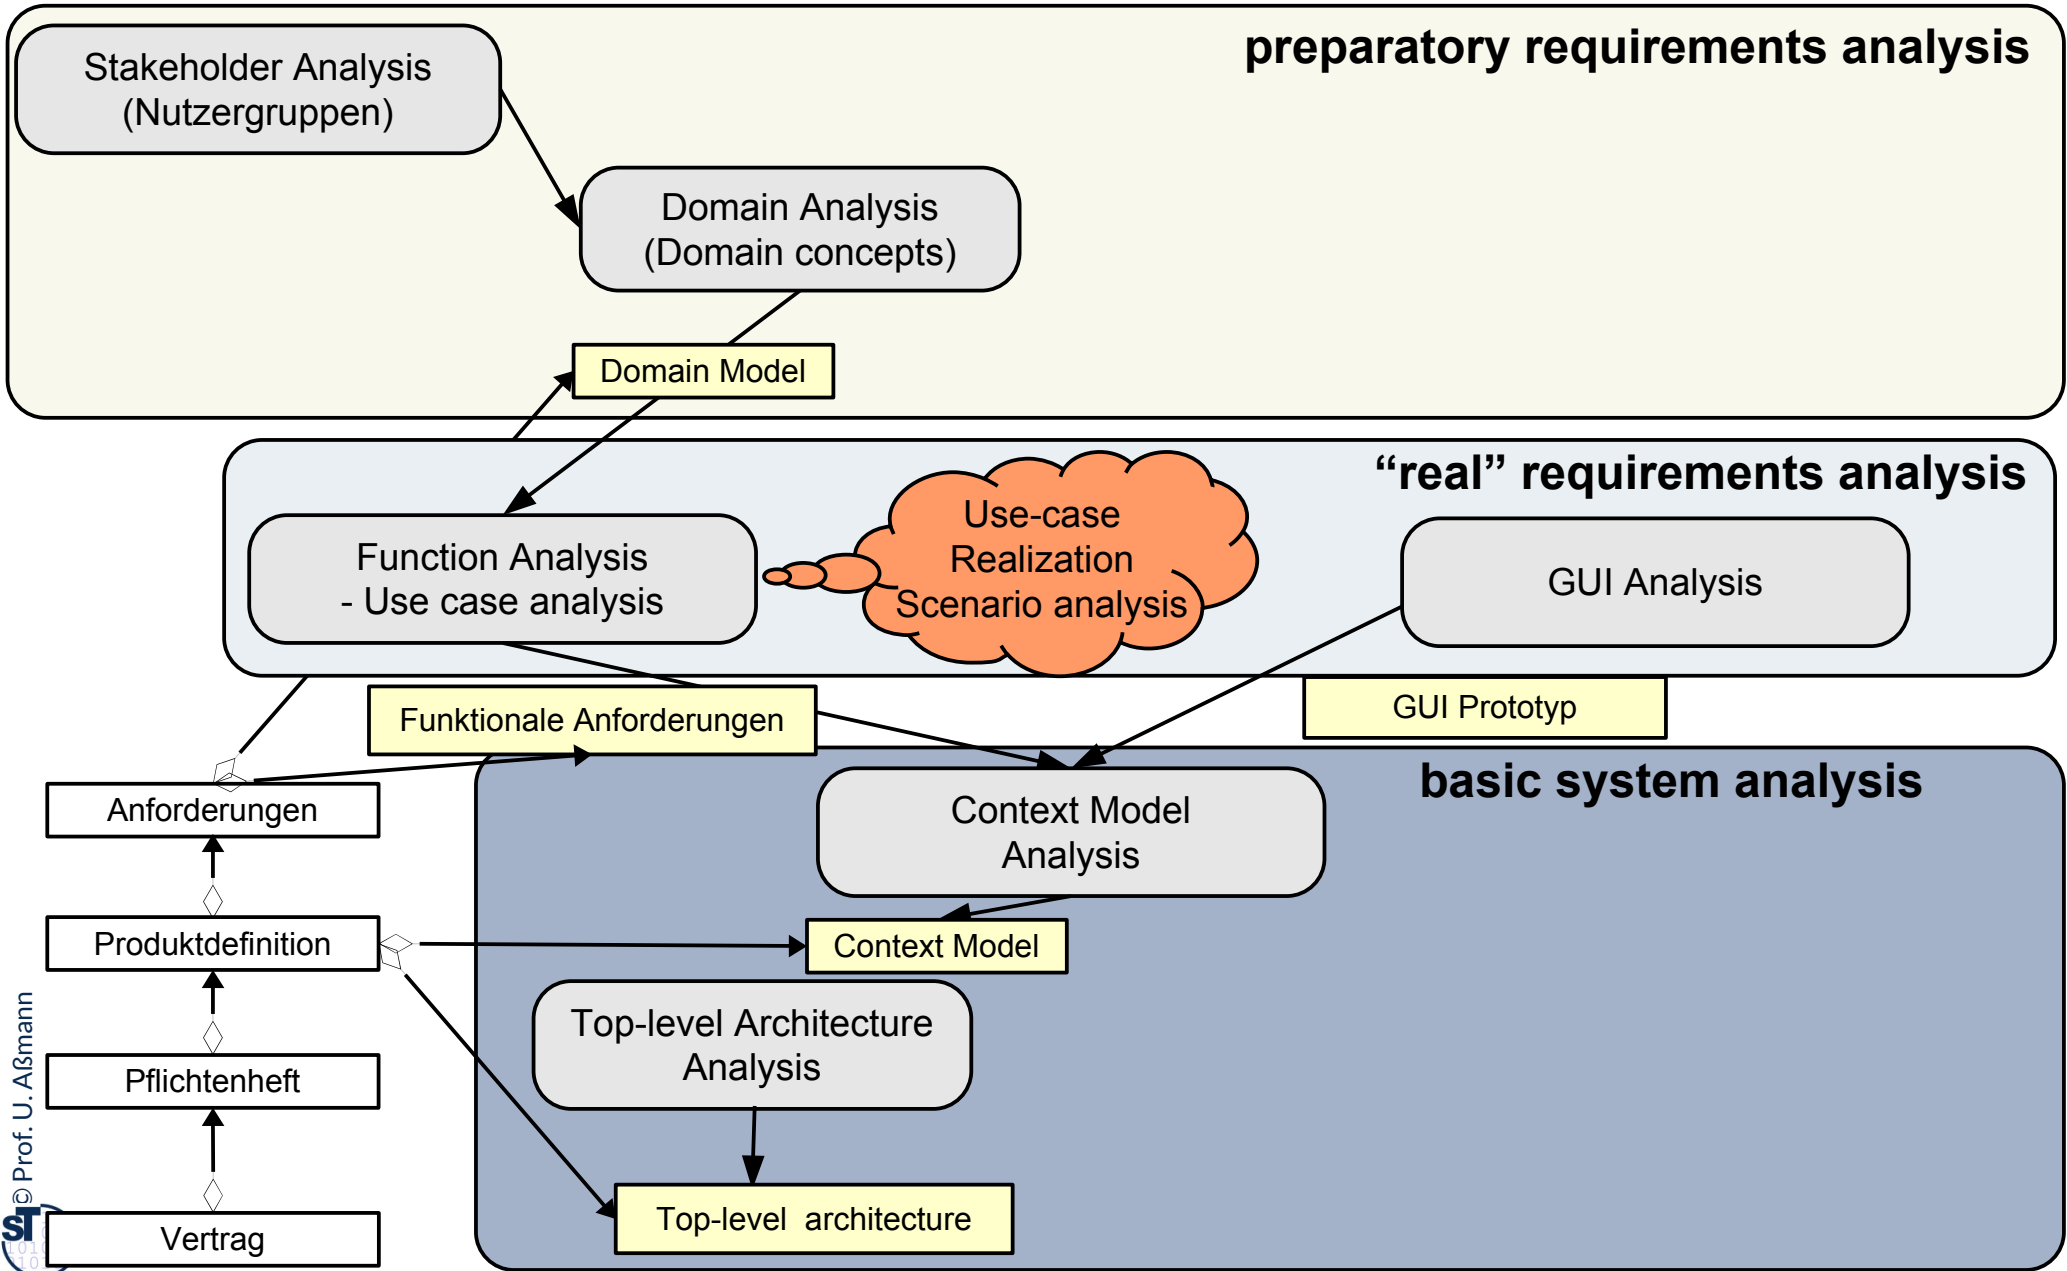 preparatory requirements analysis
Stakeholder Analysis
(Nutzergruppen)
Domain Analysis
(Domain concepts)
Domain Model
“real” requirements analysis
Function Analysis
- Use case analysis
Use-case
Realization
Scenario analysis
GUI Analysis
Funktionale Anforderungen
GUI Prototyp
basic system analysis
Anforderungen
Context Model
Analysis
Produktdefinition
Context Model
Top-level Architecture
Analysis
Pflichtenheft
Top-level architecture
Vertrag
© Prof. U. Aßmann
ST